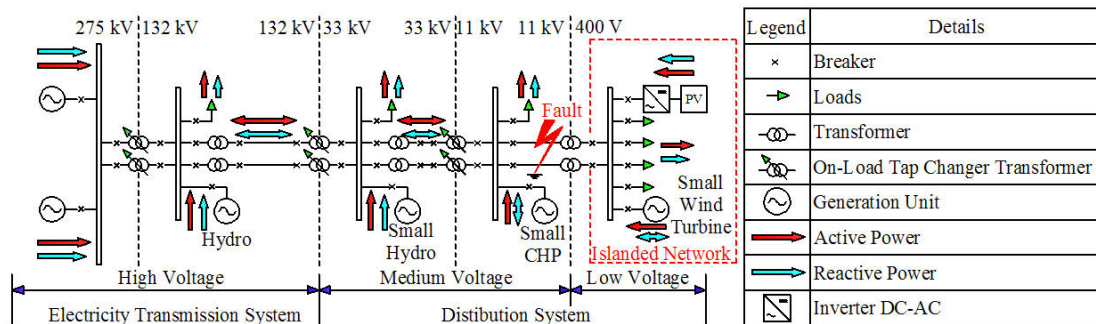 275 kV 132 kV
132 kV 33 kV
33 kV 11 kV
11 kV 400 V
Fault
PV
Hydro
Small
Hydro
Small
CHP
Small
Wind
Turbine
Islanded Network
High Voltage
Medium Voltage
Low Voltage
Electricity Transmission System
Distibution System
Legend Details
Breaker
Loads
Transformer
On-Load Tap Changer Transformer
Generation Unit
Active Power
Reactive Power
Inverter DC-AC